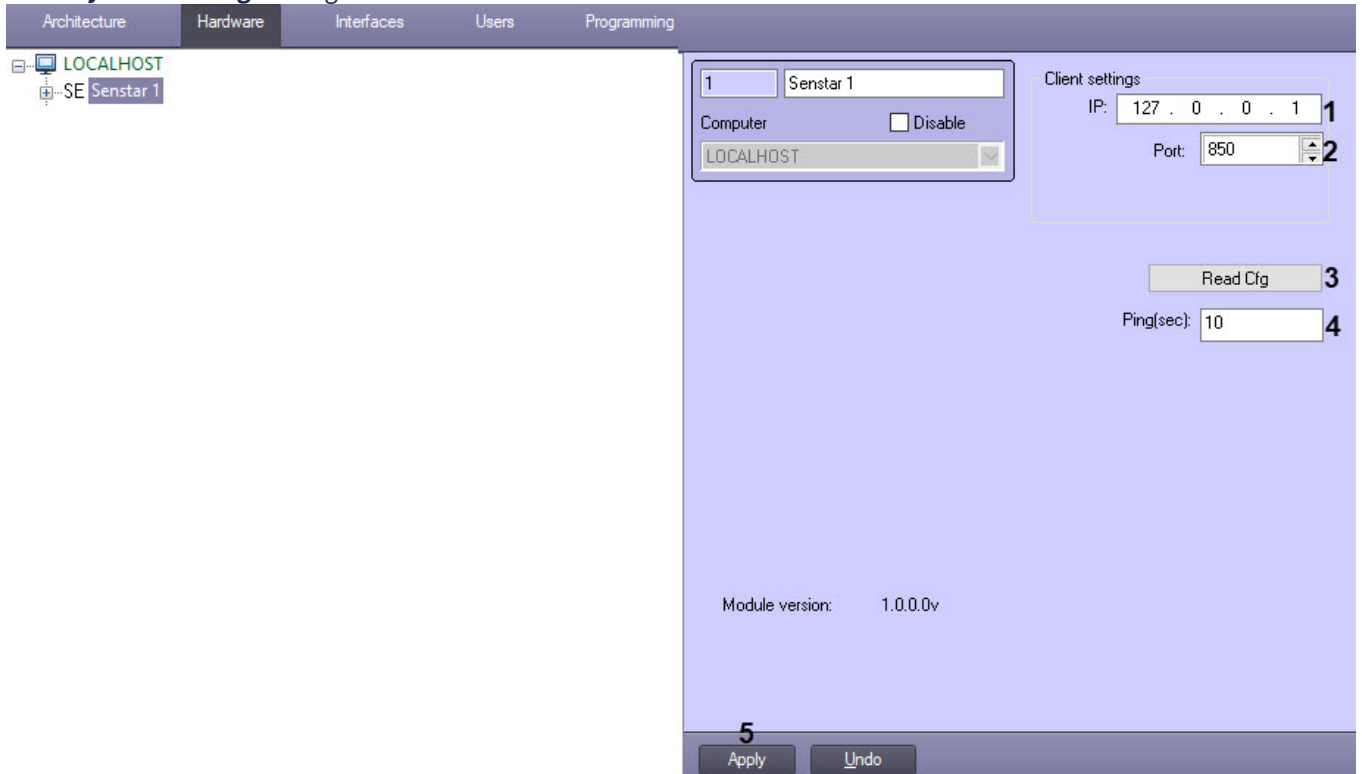 Architecture Hardware Interfaces Users Programming
LOCALHOST
SE Senstar 1
1 Senstar 1
Computer Disable
LOCALHOST
Client settings
IP: 127 . 0 . 0 . 1 1
Port: 850 2
Read Cfg 3
Ping(sec): 10 4
Module version: 1.0.0.0v
5
Apply Undo